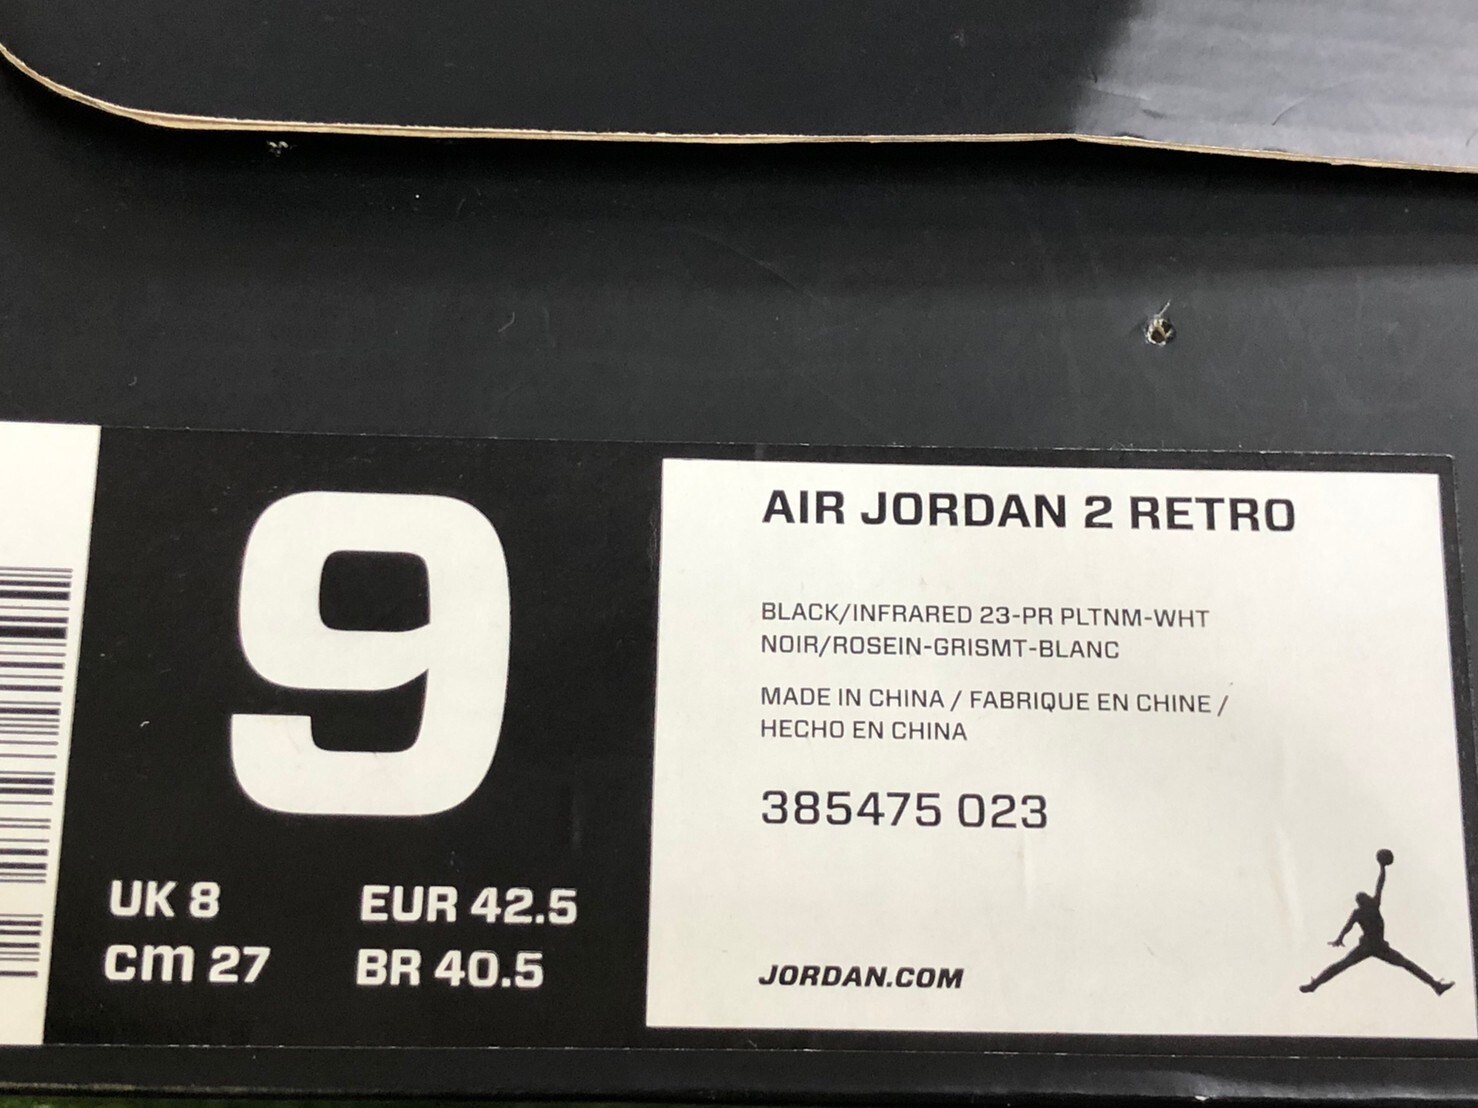 9
UK 8 EUR 42.5
cm 27 BR 40.5
AIR JORDAN 2 RETRO
BLACK/INFRARED 23-PR PLTNM-WHT
NOIR/ROSEIN-GRISMT-BLANC
MADE IN CHINA / FABRIQUE EN CHINE /
HECHO EN CHINA
385475 023
JORDAN.COM